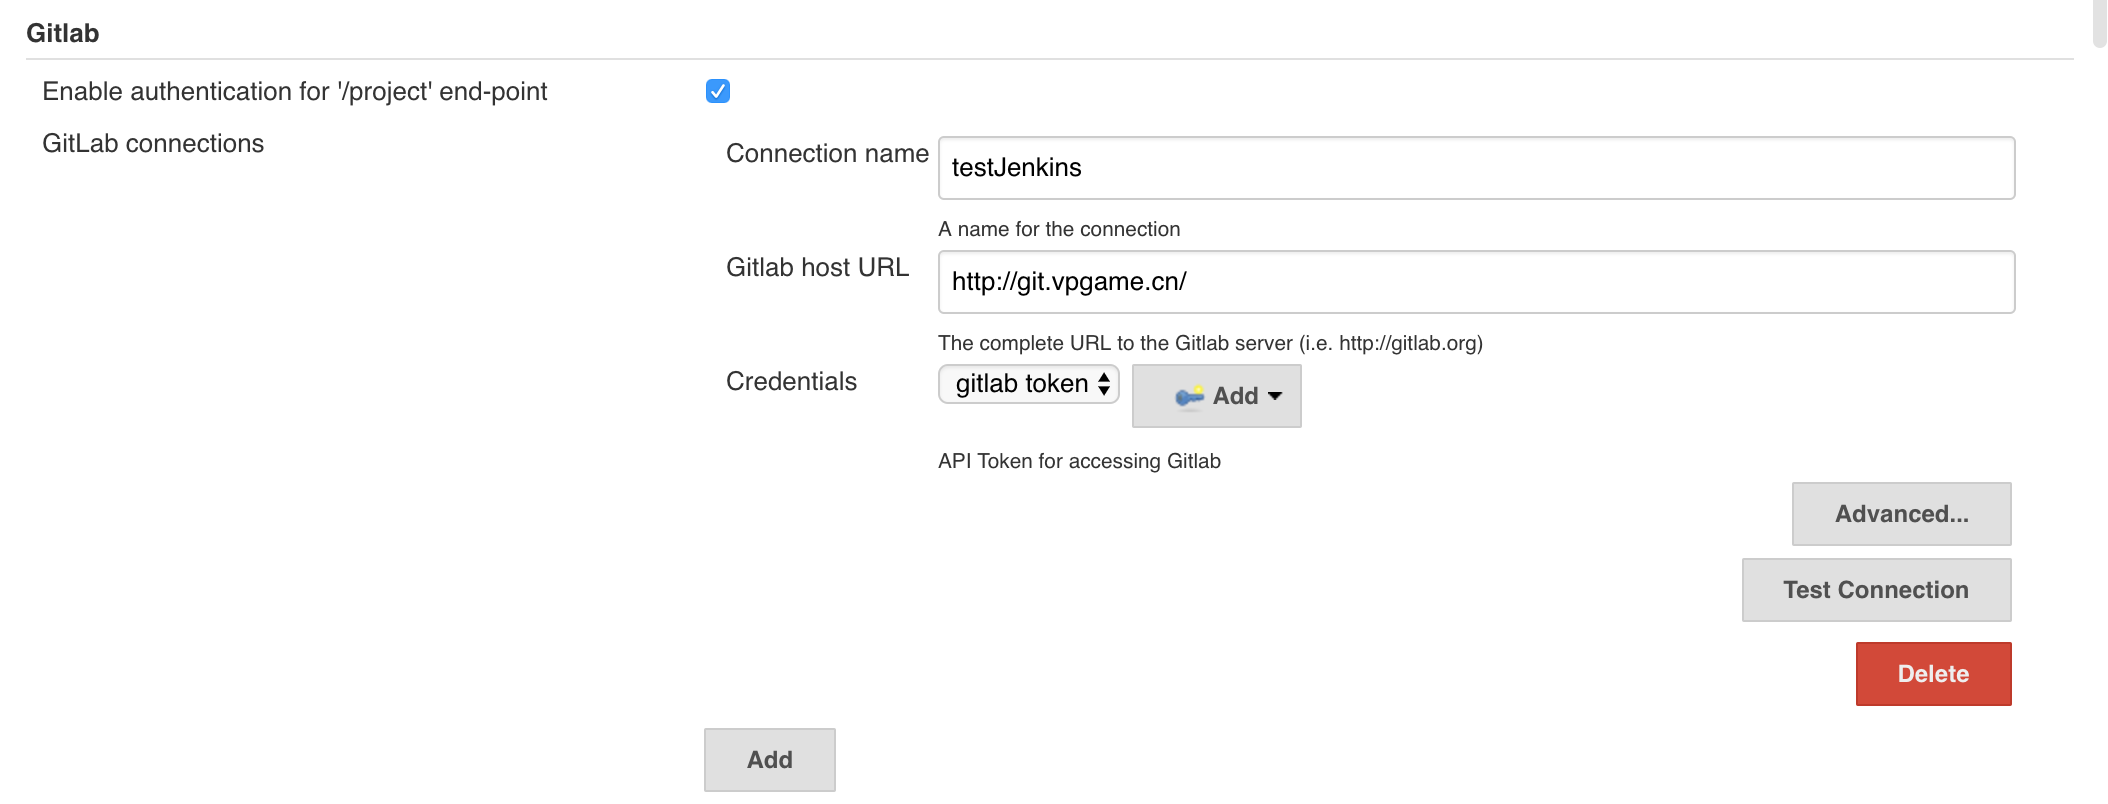 Gitlab
Enable authentication for '/project' end-point
GitLab connections
Connection name
testJenkins
A name for the connection
Gitlab host URL
http://git.vpgame.cn/
The complete URL to the Gitlab server (i.e. http://gitlab.org)
Credentials
gitlab token
Add
API Token for accessing Gitlab
Advanced...
Test Connection
Delete
Add